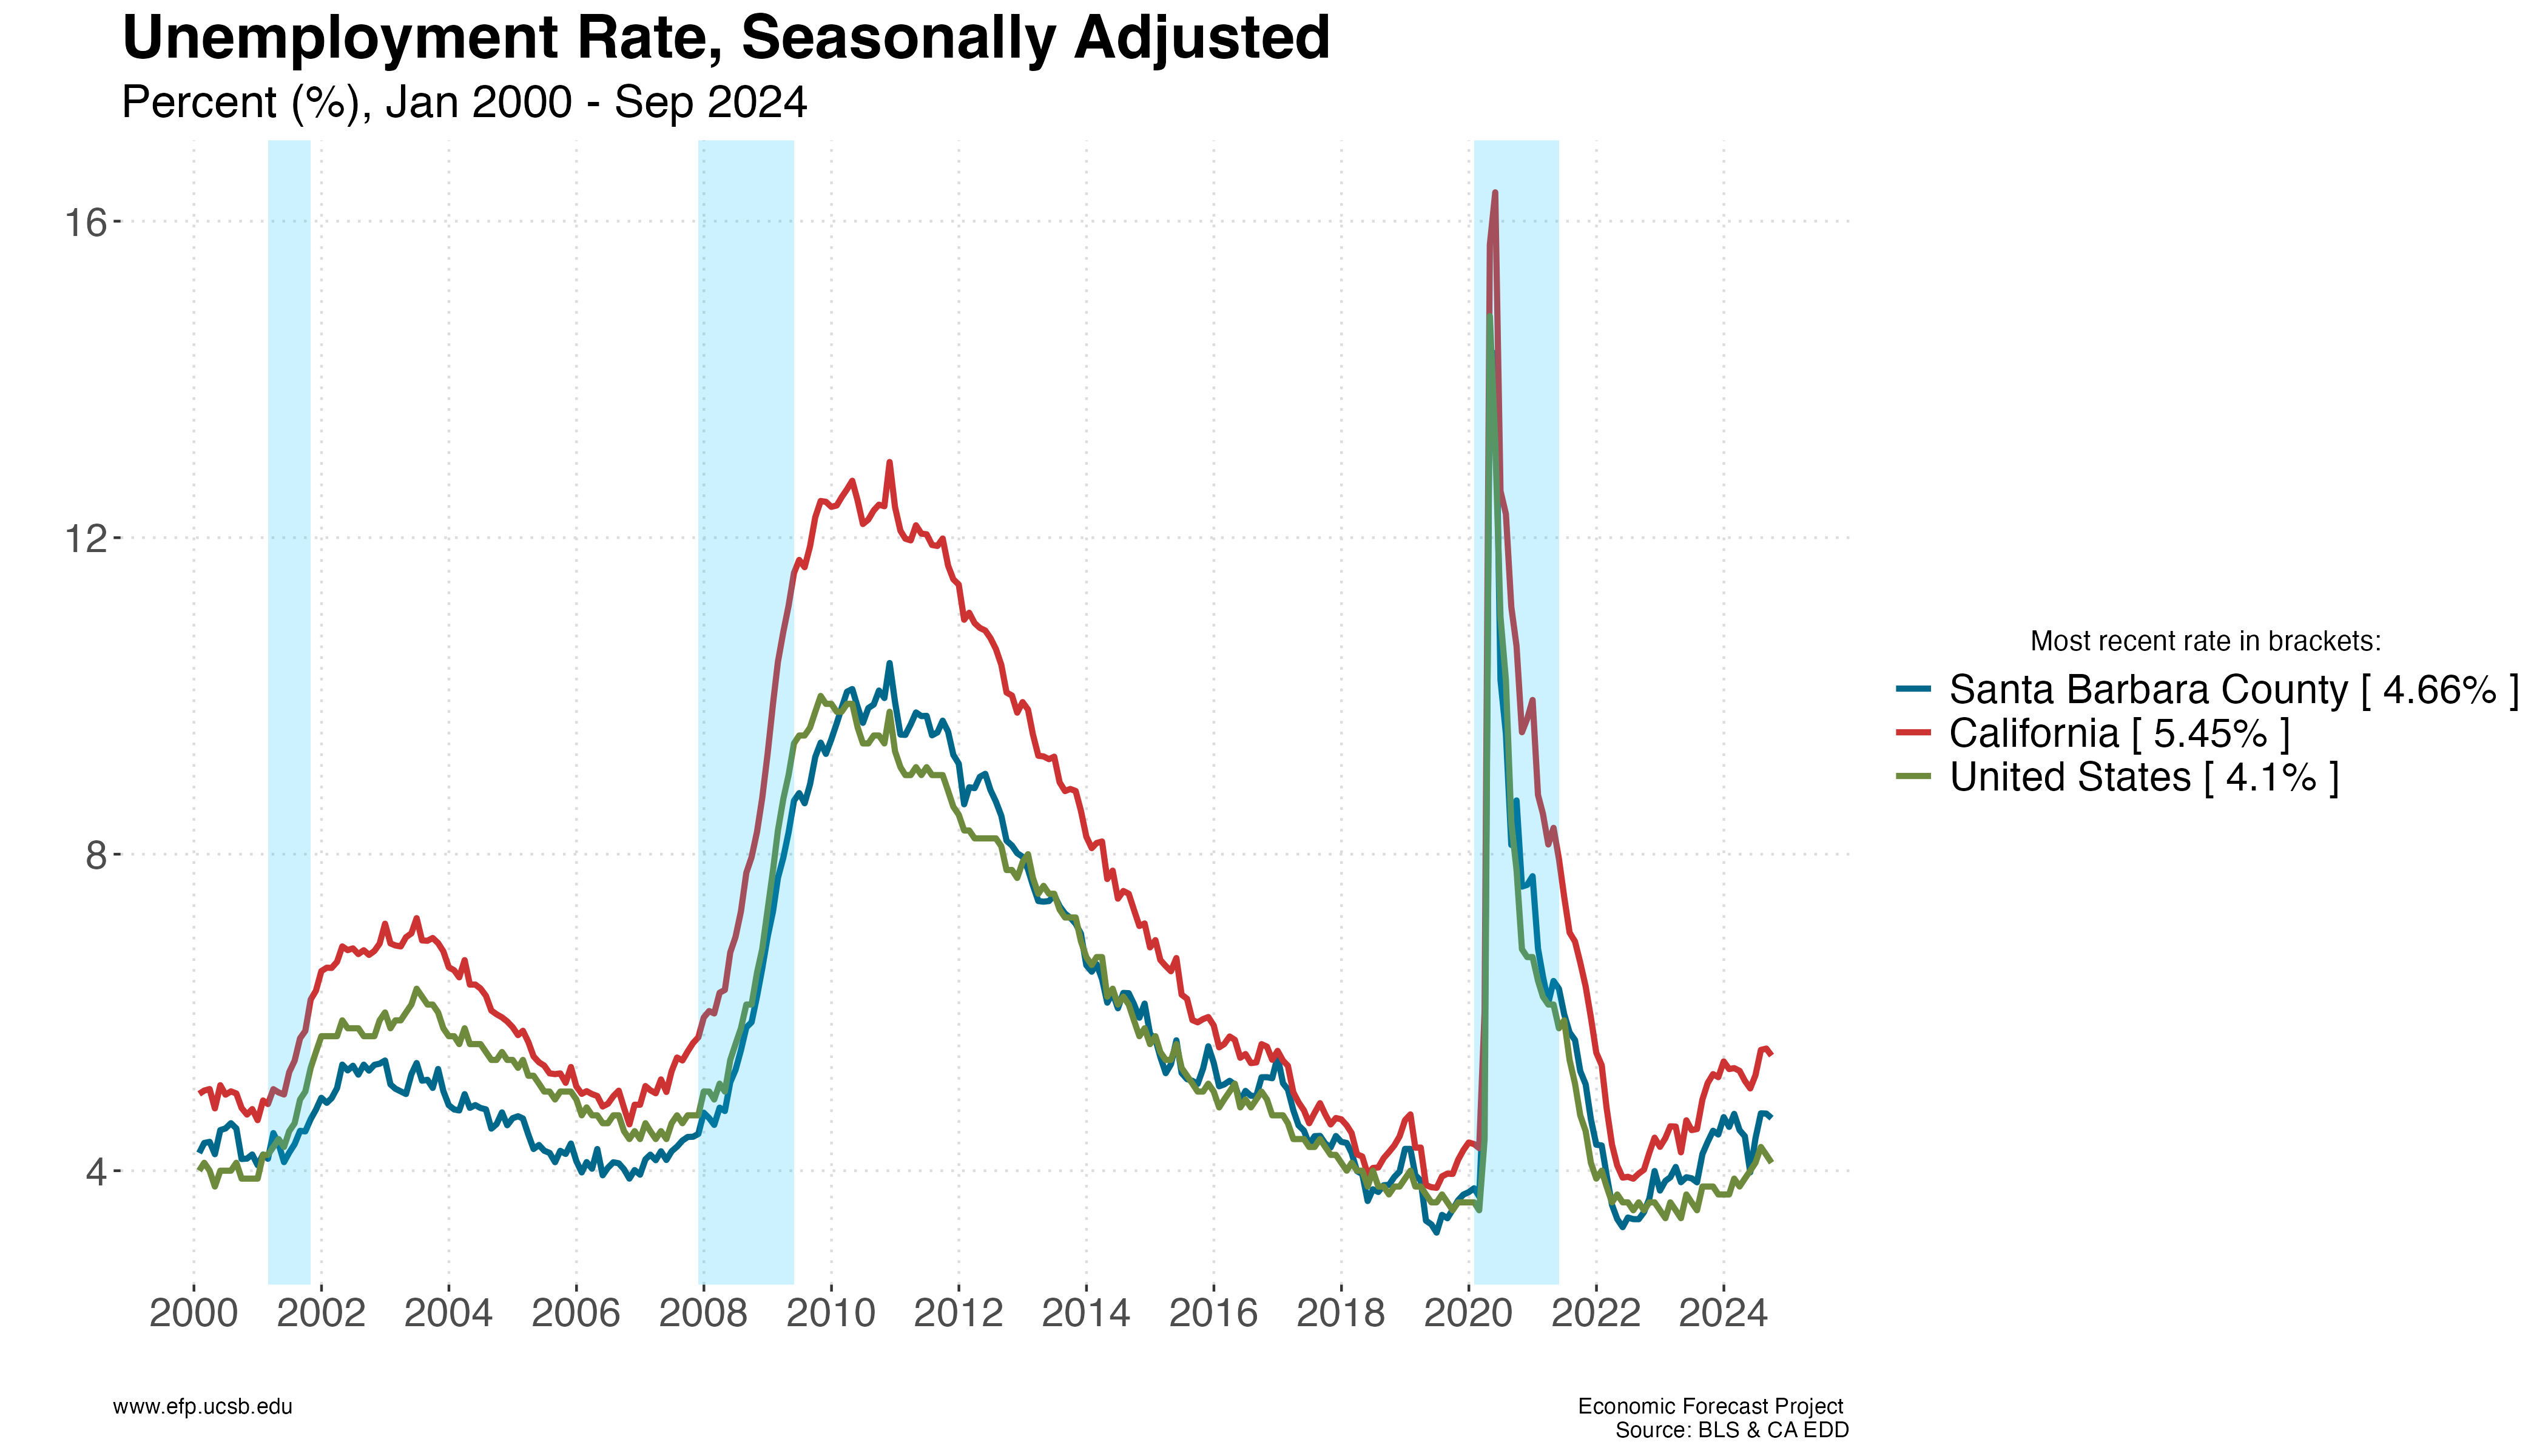 Unemployment Rate, Seasonally Adjusted
Percent (%), Jan 2000 - Sep 2024
16
12
8
4
2000 2002 2004 2006 2008 2010 2012 2014 2016 2018 2020 2022 2024
Most recent rate in brackets:
Santa Barbara County [ 4.66% ]
California [ 5.45% ]
United States [ 4.1% ]
www.efp.ucsb.edu
Economic Forecast Project
Source: BLS & CA EDD